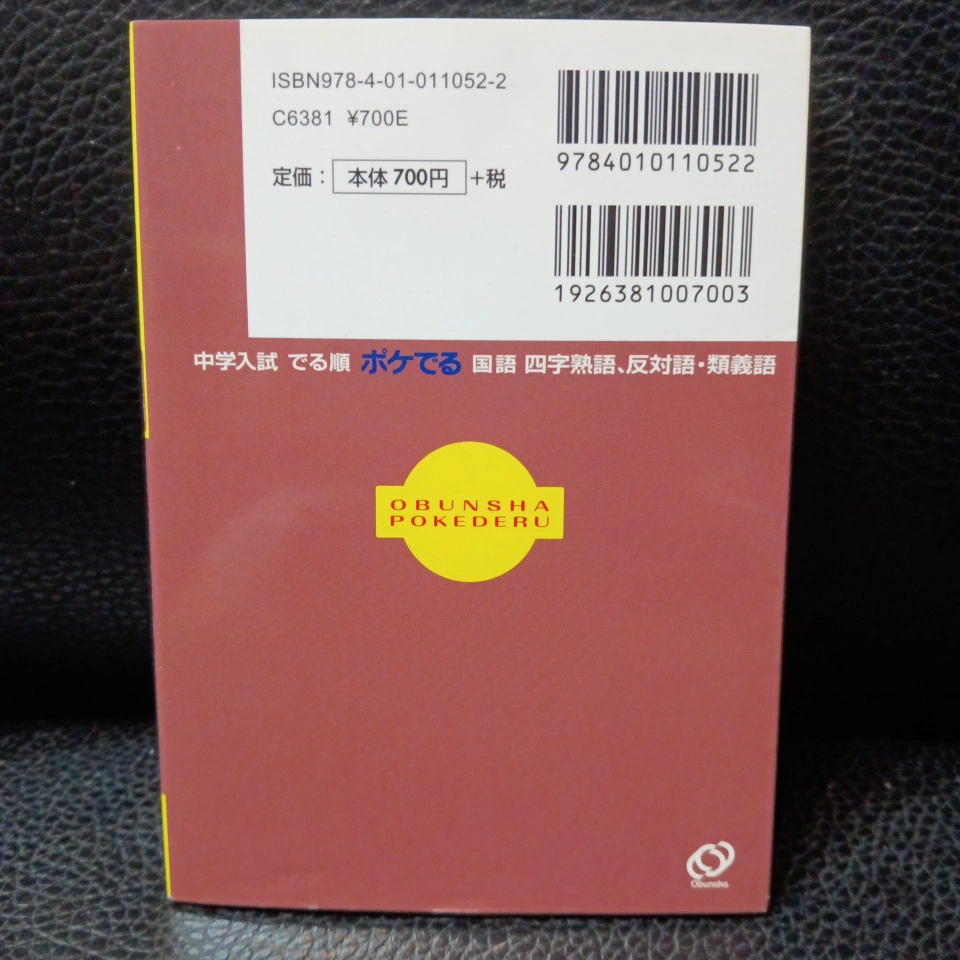 ISBN978-4-01-011052-2
C6381 ¥700E
定価： 本体 700円 +税
9784010110522
1926381007003
中学入試 でる順 ポケでる 国語 四字熟語、反対語・類義語
OBUNSHA
POKEDERU
Obunsha